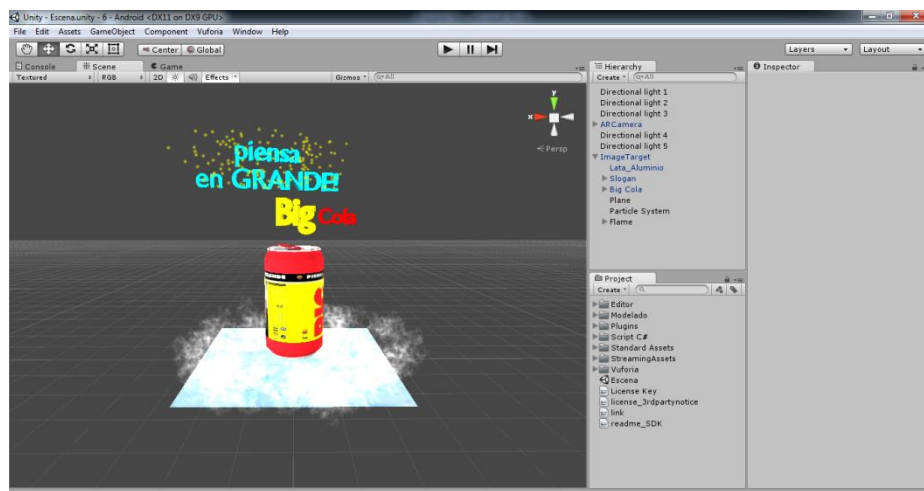 Unity - Escena.unity - 6 - Android <DX11 on DX9 GPU>
File Edit Assets GameObject Component Vuforia Window Help
Center Global Layers Layout
Console Scene Game
Textured RGB 2D Effects Gizmos All
y
x
Persp
piensa
en GRANDE!
Big Cola
GRANDE PIENS
Hierarchy
Create All
Directional light 1
Directional light 2
Directional light 3
ARCamera
Directional light 4
Directional light 5
ImageTarget
Lata_Aluminio
Slogan
Big Cola
Plane
Particle System
Flame
Project
Create
Editor
Modelado
Plugins
Script C#
Standard Assets
StreamingAssets
Vuforia
Escena
License Key
license_3rdpartynotice
link
readme_SDK
Inspector